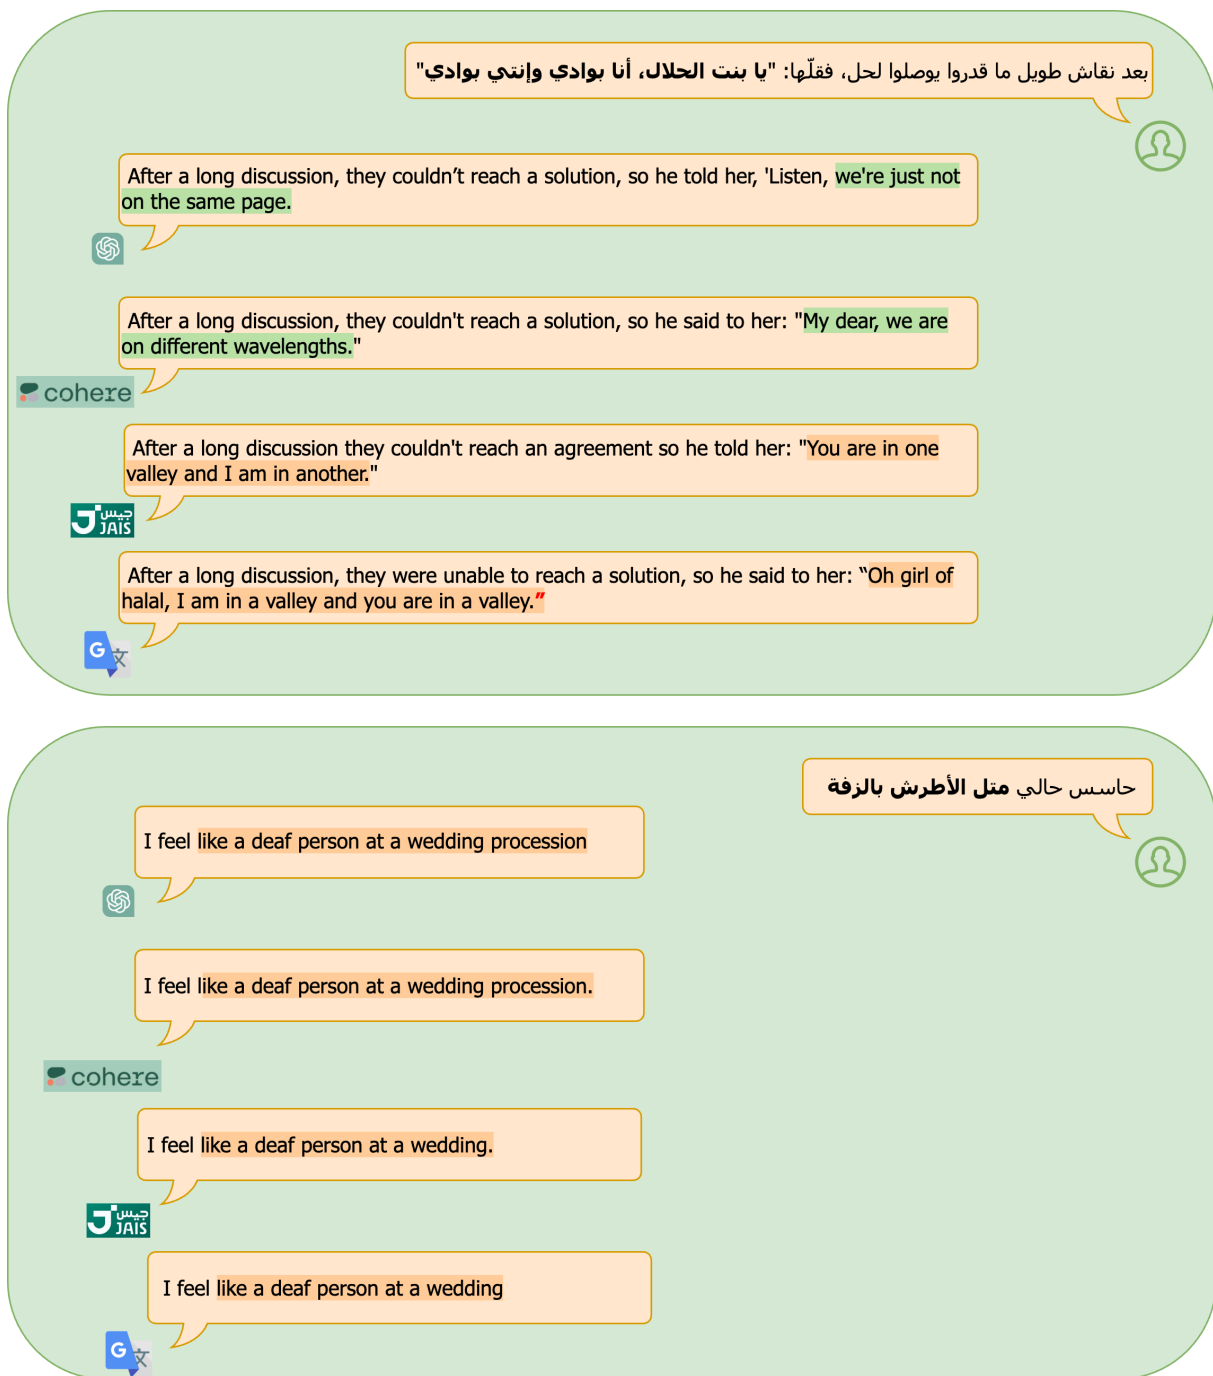 بعد نقاش طويل ما قدروا يوصلوا لحل، فقلّها: "يا بنت الحلال، أنا بوادي وإنتي بوادي"
After a long discussion, they couldn’t reach a solution, so he told her, 'Listen, we're just not
on the same page.
After a long discussion, they couldn't reach a solution, so he said to her: "My dear, we are
on different wavelengths."
cohere
After a long discussion they couldn't reach an agreement so he told her: "You are in one
valley and I am in another."
جيس
JAIS
After a long discussion, they were unable to reach a solution, so he said to her: “Oh girl of
halal, I am in a valley and you are in a valley.”
G 文
حاسس حالي متل الأطرش بالزفة
I feel like a deaf person at a wedding procession
I feel like a deaf person at a wedding procession.
cohere
I feel like a deaf person at a wedding.
جيس
JAIS
I feel like a deaf person at a wedding
G 文